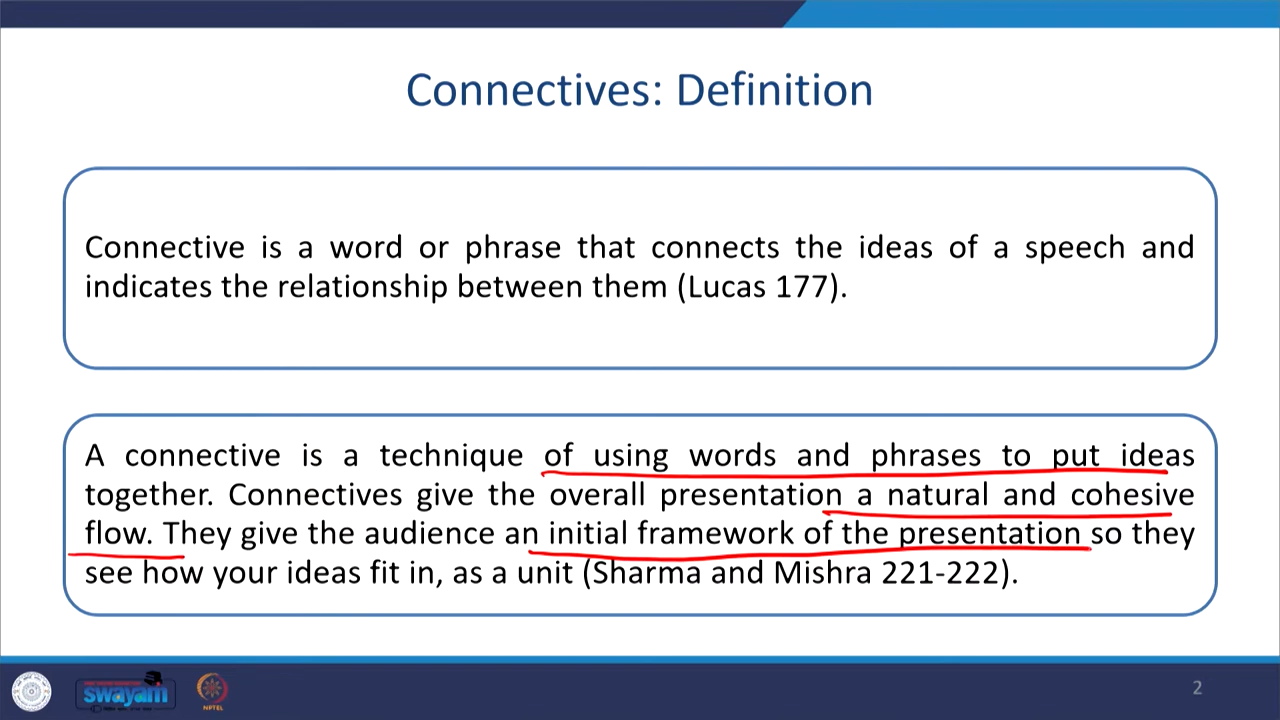 Connectives: Definition
Connective is a word or phrase that connects the ideas of a speech and
indicates the relationship between them (Lucas 177).
A connective is a technique of using words and phrases to put ideas
together. Connectives give the overall presentation a natural and cohesive
flow. They give the audience an initial framework of the presentation so they
see how your ideas fit in, as a unit (Sharma and Mishra 221-222).
swayam
NPTEL
2